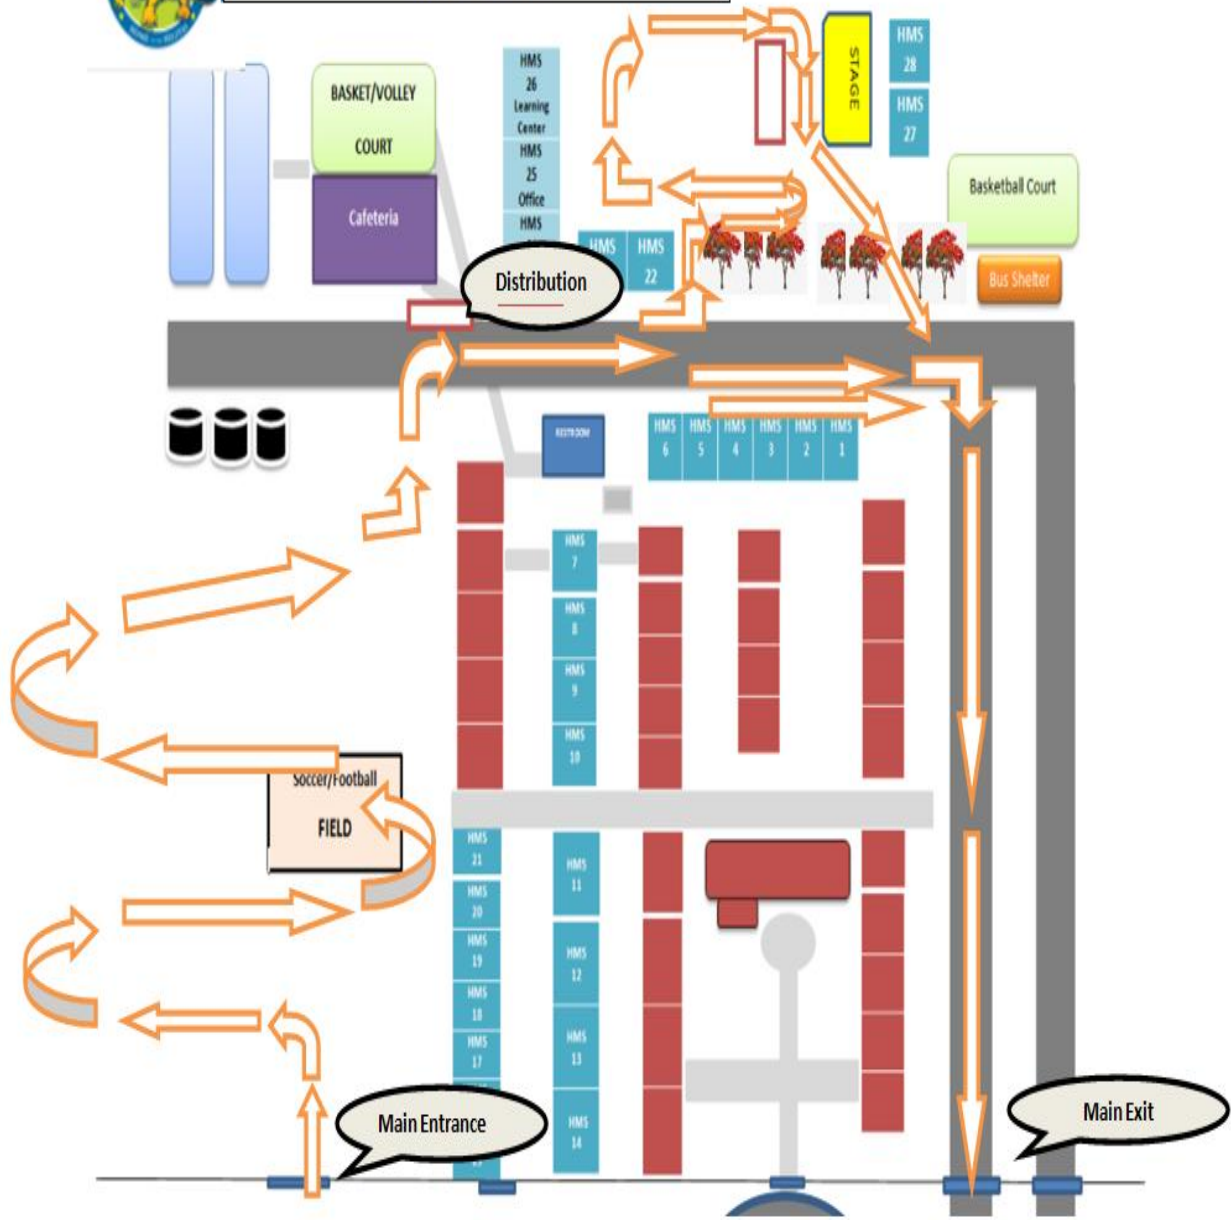 HMS
26
Learning
Center
HMS
25
Office
HMS
BASKET/VOLLEY
COURT
Cafeteria
STAGE
HMS
28
HMS
27
Basketball Court
Bus Shelter
HMS
HMS
22
Distribution
RESTROOM
HMS
6
HMS
5
HMS
4
HMS
3
HMS
2
HMS
1
HMS
7
HMS
8
HMS
9
HMS
10
Soccer/Football
FIELD
HMS
21
HMS
20
HMS
19
HMS
18
HMS
17
HMS
11
HMS
12
HMS
13
HMS
14
Main Entrance
Main Exit